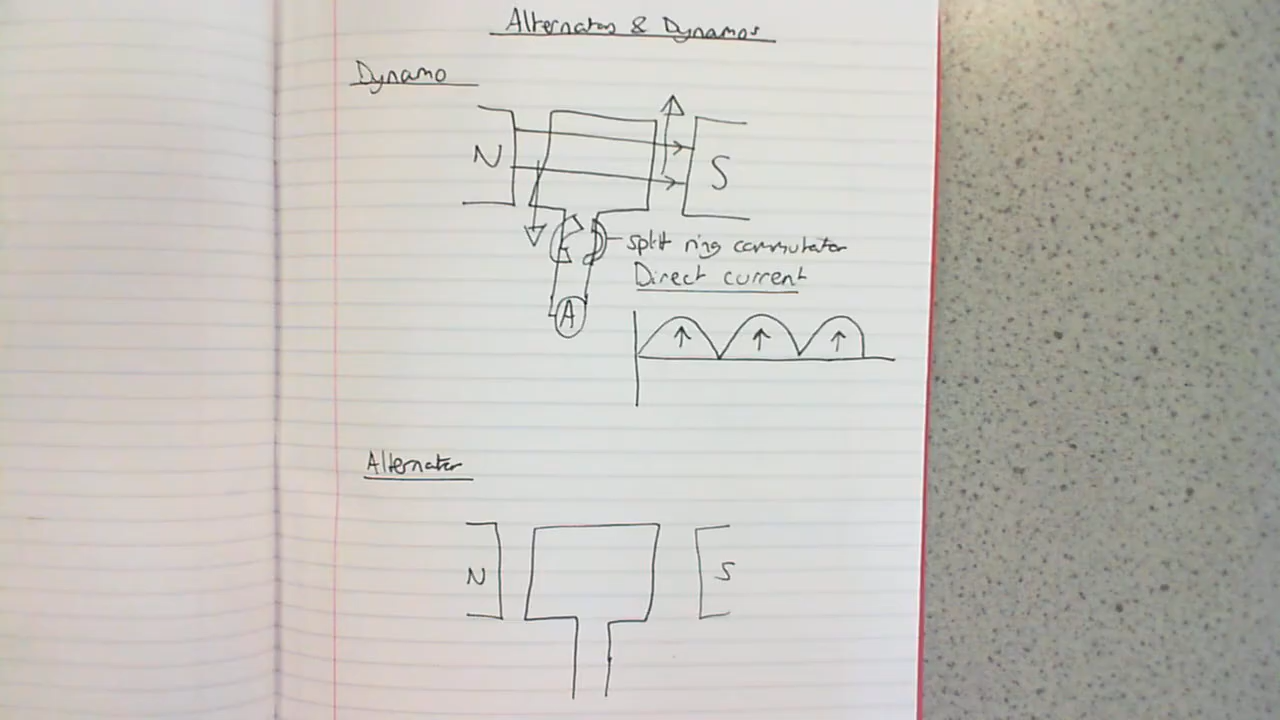 Alternators & Dynamos
Dynamo
N S
split ring commutator
Direct current
A
Alternator
N S